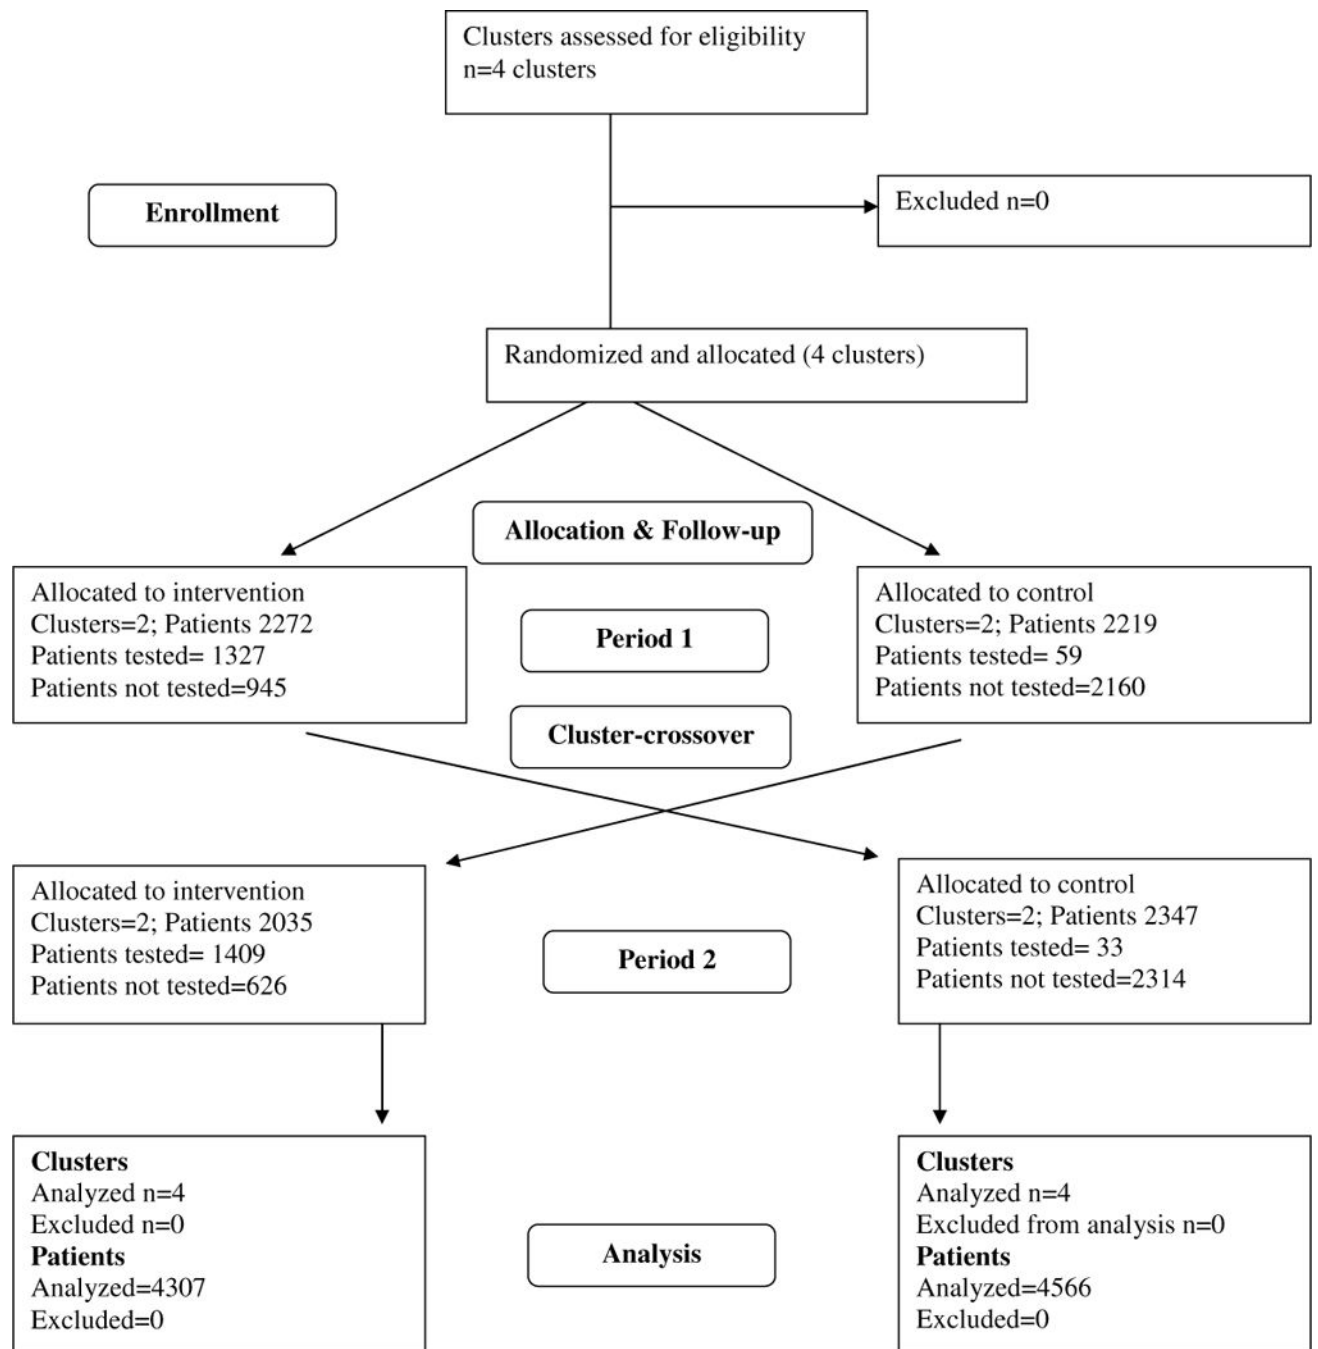 Clusters assessed for eligibility
n=4 clusters
Enrollment
Excluded n=0
Randomized and allocated (4 clusters)
Allocation & Follow-up
Allocated to intervention
Clusters=2; Patients 2272
Patients tested= 1327
Patients not tested=945
Period 1
Allocated to control
Clusters=2; Patients 2219
Patients tested= 59
Patients not tested=2160
Cluster-crossover
Allocated to intervention
Clusters=2; Patients 2035
Patients tested= 1409
Patients not tested=626
Period 2
Allocated to control
Clusters=2; Patients 2347
Patients tested= 33
Patients not tested=2314
Clusters
Analyzed n=4
Excluded n=0
Patients
Analyzed=4307
Excluded=0
Analysis
Clusters
Analyzed n=4
Excluded from analysis n=0
Patients
Analyzed=4566
Excluded=0